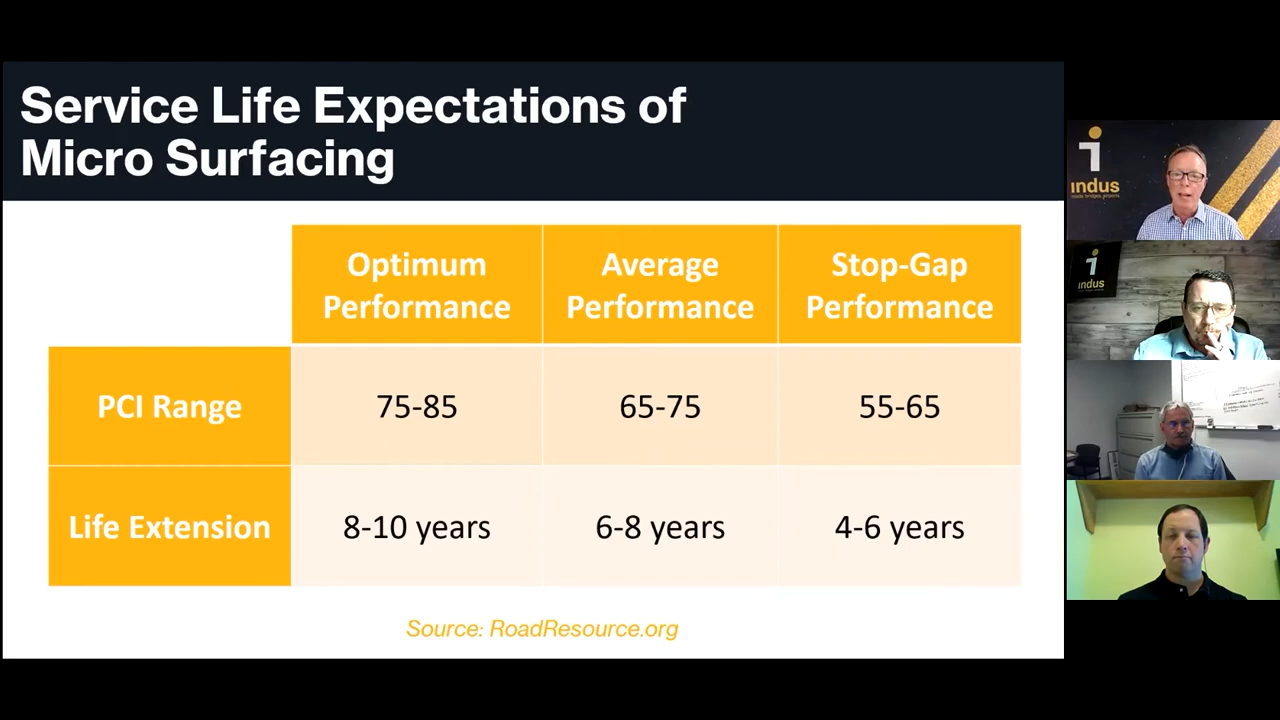 Service Life Expectations of
Micro Surfacing
Optimum
Performance
Average
Performance
Stop-Gap
Performance
PCI Range
75-85
65-75
55-65
Life Extension
8-10 years
6-8 years
4-6 years
Source: RoadResource.org
indus
indus